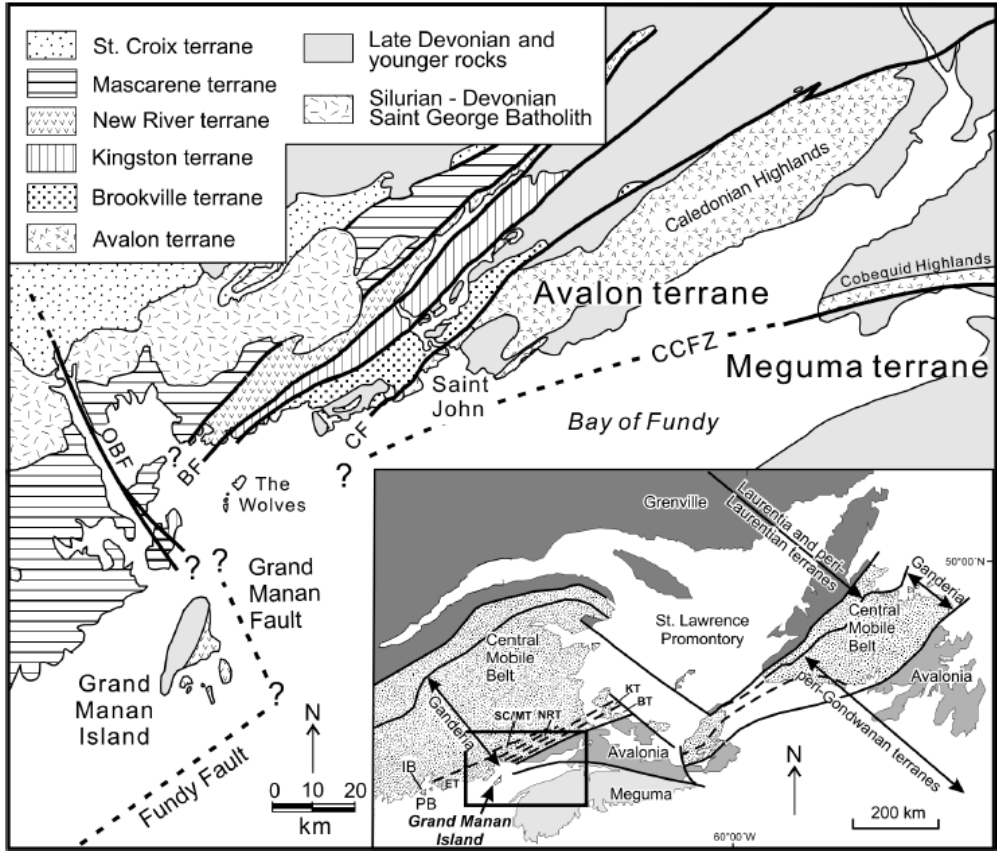 St. Croix terrane
Mascarene terrane
New River terrane
Kingston terrane
Brookville terrane
Avalon terrane
Late Devonian and
younger rocks
Silurian - Devonian
Saint George Batholith
Caledonian Highlands
Cobequid Highlands
Avalon terrane
CCFZ
Meguma terrane
Saint
John
CF
Bay of Fundy
OBF
?
BF
?
The
Wolves
? ?
Grand
Manan
Fault
Grand
Manan
Island
?
Fundy Fault
N
0 10 20
km
Grenville
Laurentia and peri-
Laurentian terranes
50°00´N
Ganderia
Central
Mobile
Belt
St. Lawrence
Promontory
Central
Mobile
Belt
Avalonia
peri-Gondwanan terranes
KT
BT
SC/MT
NRT
Ganderia
Avalonia
N
IB
ET
PB
Meguma
Grand Manan
Island
60°00´W
200 km